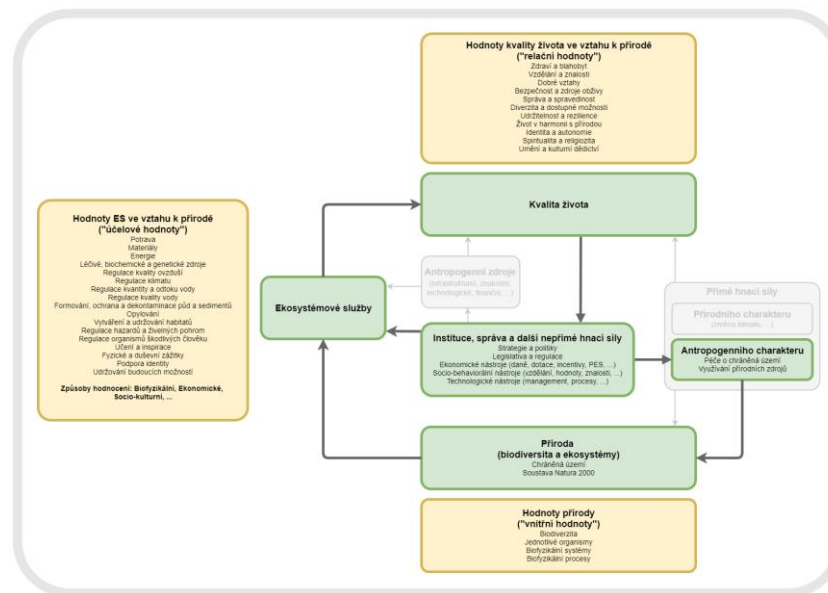 Hodnoty kvality života ve vztahu k přírodě
("relační hodnoty")
Zdraví a blahobyt
Vzdělání a znalosti
Dobré vztahy
Bezpečnost a zdroje obživy
Správa a spravedlnost
Diverzita a dostupné možnosti
Udržitelnost a rezilience
Život v harmonii s přírodou
Identita a autonomie
Spiritualita a religiozita
Umění a kulturní dědictví
Kvalita života
Hodnoty ES ve vztahu k přírodě
("účelové hodnoty")
Potrava
Materiály
Energie
Léčivé, biochemické a genetické zdroje
Regulace kvality ovzduší
Regulace klimatu
Regulace kvantity a odtoku vody
Regulace kvality vody
Formování, ochrana a dekontaminace půd a sedimentů
Opylování
Vytváření a udržování habitatů
Regulace hazardů a živelných pohrom
Regulace organismů škodlivých člověku
Učení a inspirace
Fyzické a duševní zážitky
Podpora identity
Udržování budoucích možností
Způsoby hodnocení: Biofyzikální, Ekonomické,
Socio-kulturní, ...
Ekosystémové služby
Antropogenní zdroje
(infrastrukturní, znalostní,
technologické, finanční, ...)
Přímé hnací síly
Přírodního charakteru
(změna klimatu, ...)
Antropogenního charakteru
Péče o chráněná území
Využívání přírodních zdrojů
Instituce, správa a další nepřímé hnací síly
Strategie a politiky
Legislativa a regulace
Ekonomické nástroje (daně, dotace, incentivy, PES, ...)
Socio-behaviorální nástroje (vzdělání, hodnoty, znalosti, ...)
Technologické nástroje (management, procesy, ...)
Příroda
(biodiversita a ekosystémy)
Chráněná území
Soustava Natura 2000
Hodnoty přírody
("vnitřní hodnoty")
Biodiverzita
Jednotlivé organismy
Biofyzikální systémy
Biofyzikální procesy